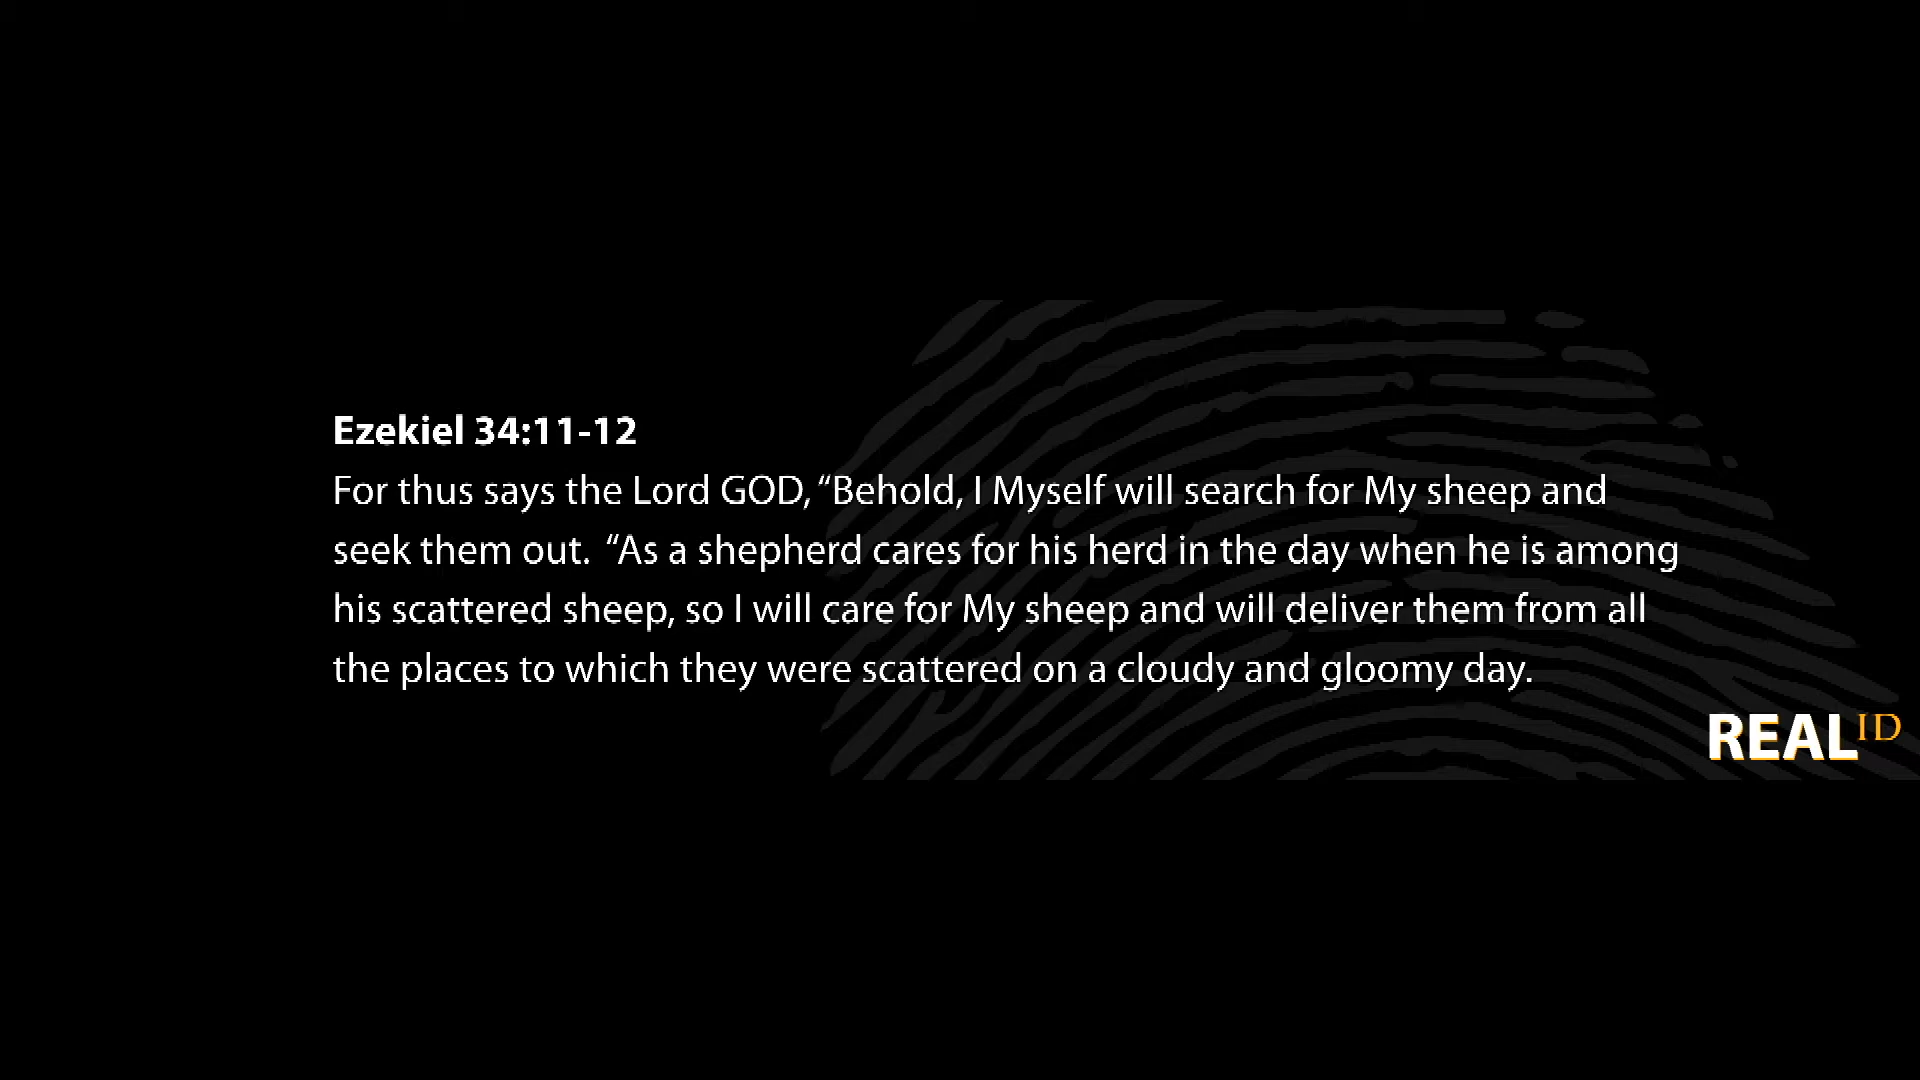 Ezekiel 34:11-12
For thus says the Lord GOD, “Behold, I Myself will search for My sheep and
seek them out.  “As a shepherd cares for his herd in the day when he is among
his scattered sheep, so I will care for My sheep and will deliver them from all
the places to which they were scattered on a cloudy and gloomy day.
REAL ID